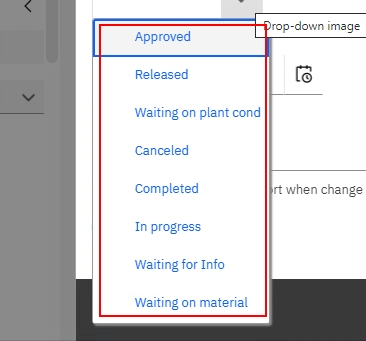 Drop-down image
Approved
Released
Waiting on plant cond
Canceled
Completed
ort when change
In progress
Waiting for Info
Waiting on material